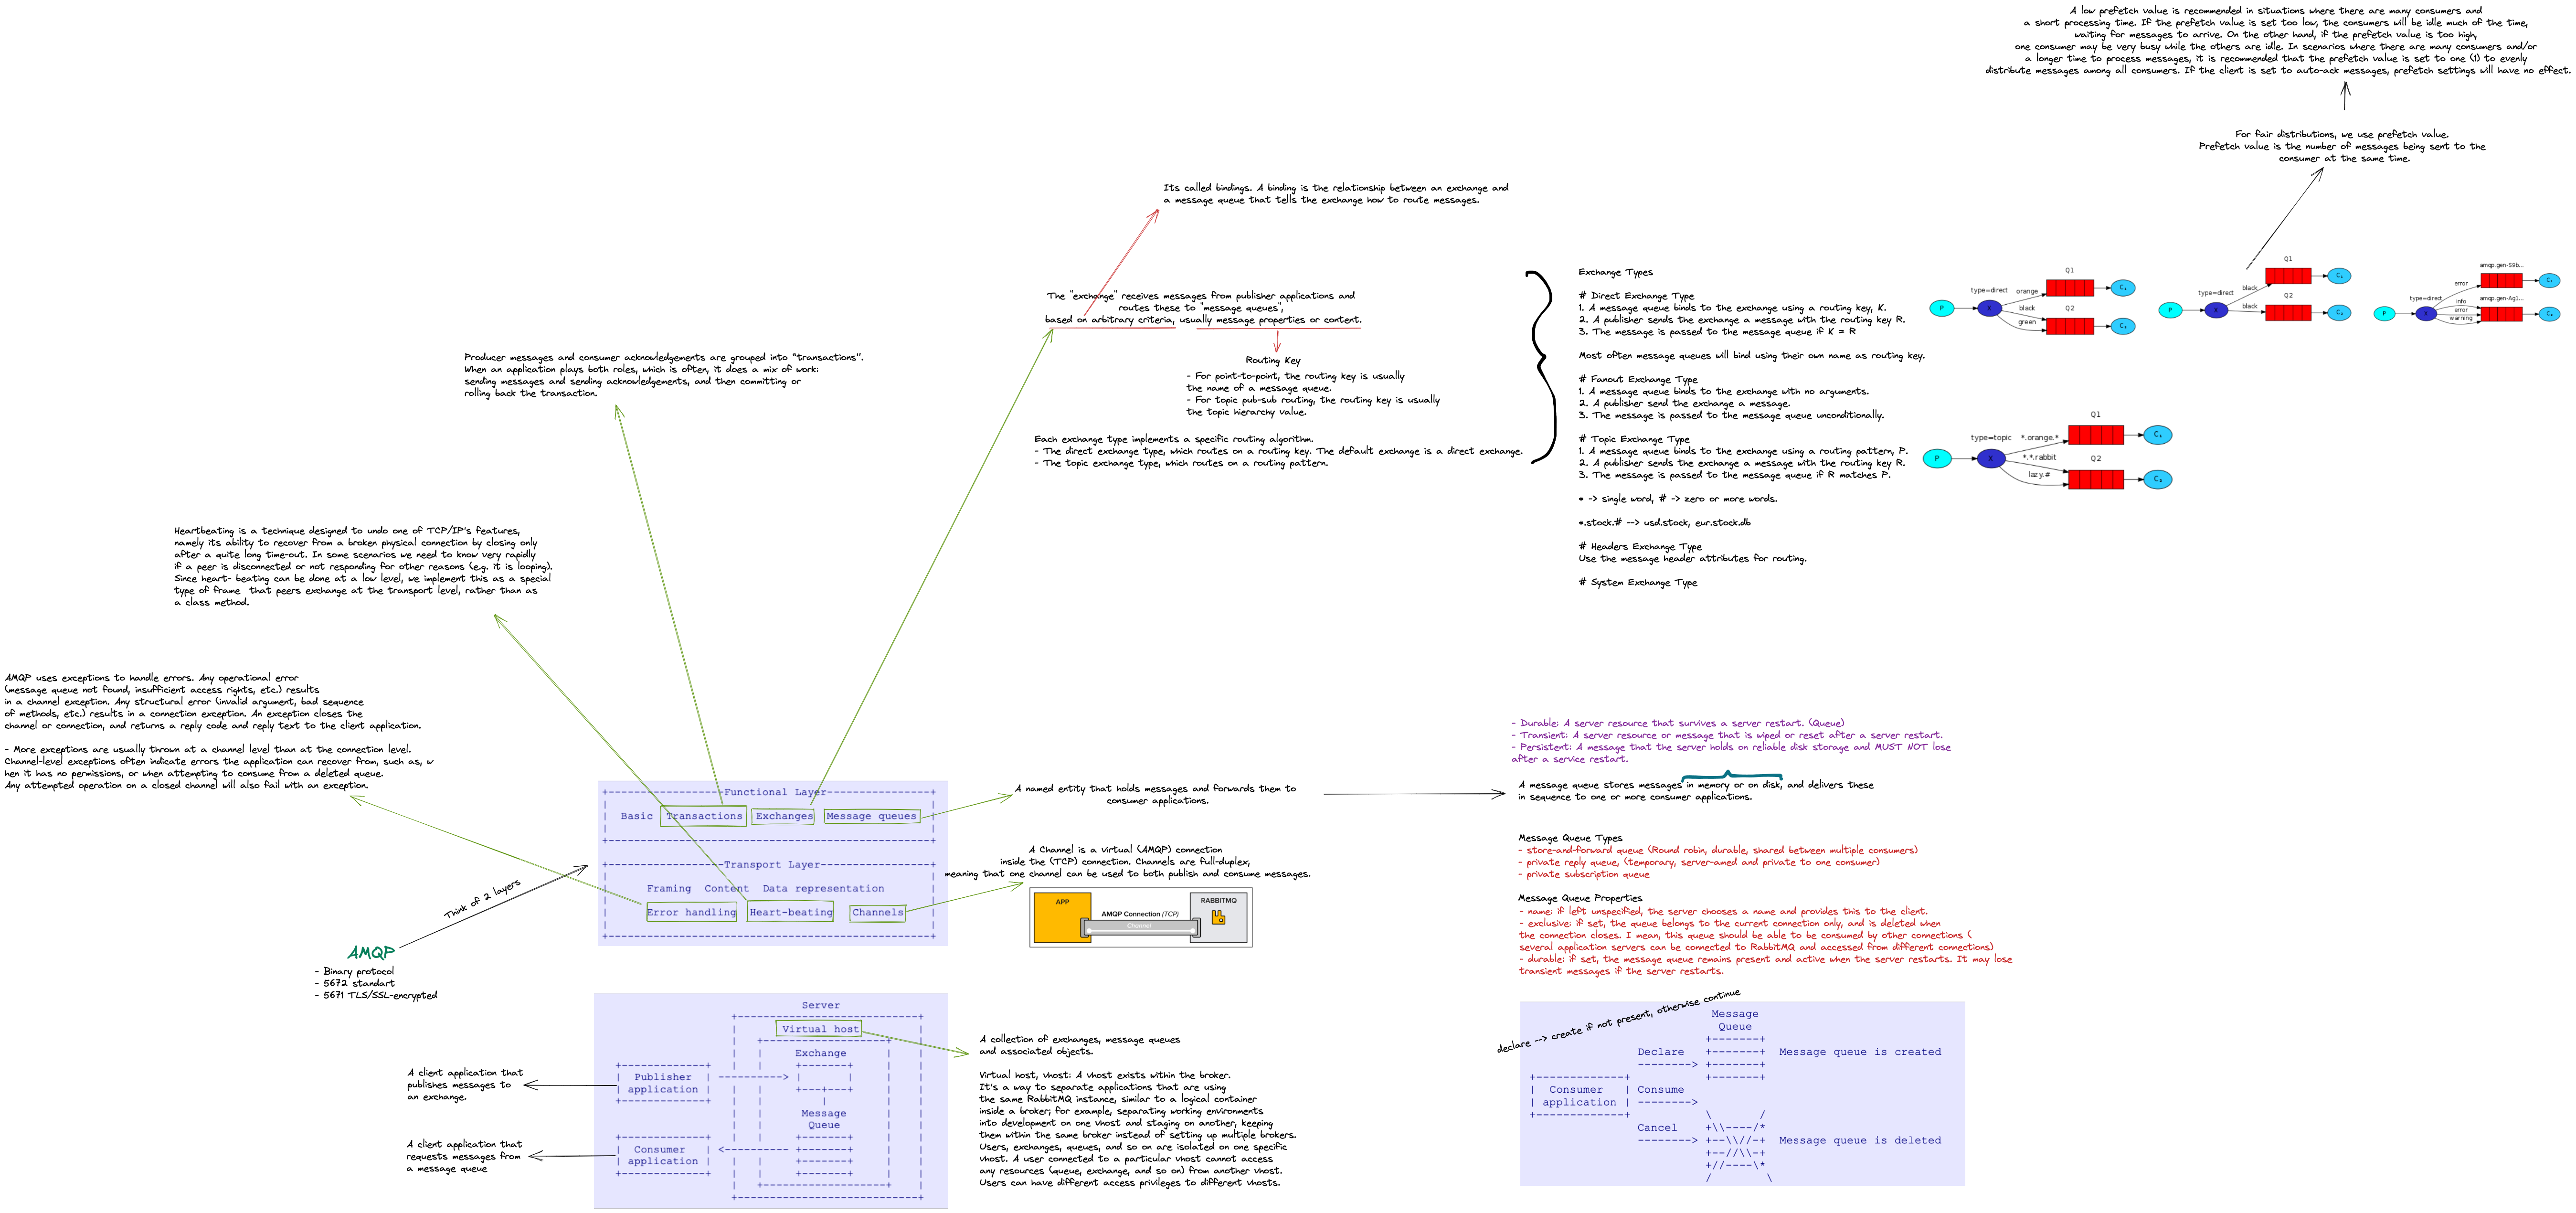 A low prefetch value is recommended in situations where there are many consumers and
a short processing time. If the prefetch value is set too low, the consumers will be idle much of the time,
waiting for messages to arrive. On the other hand, if the prefetch value is too high,
one consumer may be very busy while the others are idle. In scenarios where there are many consumers and/or
a longer time to process messages, it is recommended that the prefetch value is set to one (1) to evenly
distribute messages among all consumers. If the client is set to auto-ack messages, prefetch settings will have no effect.
For fair distributions, we use prefetch value.
Prefetch value is the number of messages being sent to the
consumer at the same time.
Its called bindings. A binding is the relationship between an exchange and
a message queue that tells the exchange how to route messages.
The "exchange" receives messages from publisher applications and
routes these to "message queues",
based on arbitrary criteria, usually message properties or content.
Routing Key
- For point-to-point, the routing key is usually
the name of a message queue.
- For topic pub-sub routing, the routing key is usually
the topic hierarchy value.
Each exchange type implements a specific routing algorithm.
- The direct exchange type, which routes on a routing key. The default exchange is a direct exchange.
- The topic exchange type, which routes on a routing pattern.
Exchange Types
# Direct Exchange Type
1. A message queue binds to the exchange using a routing key, K.
2. A publisher sends the exchange a message with the routing key R.
3. The message is passed to the message queue if K = R
Most often message queues will bind using their own name as routing key.
# Fanout Exchange Type
1. A message queue binds to the exchange with no arguments.
2. A publisher send the exchange a message.
3. The message is passed to the message queue unconditionally.
# Topic Exchange Type
1. A message queue binds to the exchange using a routing pattern, P.
2. A publisher sends the exchange a message with the routing key R.
3. The message is passed to the message queue if R matches P.
* -> single word, # -> zero or more words.
*.stock.# --> usd.stock, eur.stock.db
# Headers Exchange Type
Use the message header attributes for routing.
# System Exchange Type
Q1
type=direct orange
P X C₁
black Q2
green
C₂
Q1
type=direct black
P X C₁
black Q2
C₂
amqp.gen-S9b...
error
C₁
type=direct info amqp.gen-Ag1...
P X error
warning
C₂
Q1
type=topic *.orange.*
P X C₁
*.*.rabbit Q2
lazy.#
C₂
Producer messages and consumer acknowledgements are grouped into "transactions".
When an application plays both roles, which is often, it does a mix of work:
sending messages and sending acknowledgements, and then committing or
rolling back the transaction.
Heartbeating is a technique designed to undo one of TCP/IP's features,
namely its ability to recover from a broken physical connection by closing only
after a quite long time-out. In some scenarios we need to know very rapidly
if a peer is disconnected or not responding for other reasons (e.g. it is looping).
Since heart- beating can be done at a low level, we implement this as a special
type of frame that peers exchange at the transport level, rather than as
a class method.
AMQP uses exceptions to handle errors. Any operational error
(message queue not found, insufficient access rights, etc.) results
in a channel exception. Any structural error (invalid argument, bad sequence
of methods, etc.) results in a connection exception. An exception closes the
channel or connection, and returns a reply code and reply text to the client application.
- More exceptions are usually thrown at a channel level than at the connection level.
Channel-level exceptions often indicate errors the application can recover from, such as, w
hen it has no permissions, or when attempting to consume from a deleted queue.
Any attempted operation on a closed channel will also fail with an exception.
Think of 2 layers
AMQP
- Binary protocol
- 5672 standart
- 5671 TLS/SSL-encrypted
Functional Layer
Basic Transactions Exchanges Message queues
Transport Layer
Framing Content Data representation
Error handling Heart-beating Channels
A named entity that holds messages and forwards them to
consumer applications.
A Channel is a virtual (AMQP) connection
inside the (TCP) connection. Channels are full-duplex,
meaning that one channel can be used to both publish and consume messages.
APP
AMQP Connection (TCP)
Channel
RABBITMQ
- Durable: A server resource that survives a server restart. (Queue)
- Transient: A server resource or message that is wiped or reset after a server restart.
- Persistent: A message that the server holds on reliable disk storage and MUST NOT lose
after a service restart.
A message queue stores messages in memory or on disk, and delivers these
in sequence to one or more consumer applications.
Message Queue Types
- store-and-forward queue (Round robin, durable, shared between multiple consumers)
- private reply queue, (temporary, server-amed and private to one consumer)
- private subscription queue
Message Queue Properties
- name: if left unspecified, the server chooses a name and provides this to the client.
- exclusive: if set, the queue belongs to the current connection only, and is deleted when
the connection closes. I mean, this queue should be able to be consumed by other connections (
several application servers can be connected to RabbitMQ and accessed from different connections)
- durable: if set, the message queue remains present and active when the server restarts. It may lose
transient messages if the server restarts.
Server
Virtual host
Exchange
Publisher
application
Message
Queue
Consumer
application
A client application that
publishes messages to
an exchange.
A client application that
requests messages from
a message queue
A collection of exchanges, message queues
and associated objects.
Virtual host, vhost: A vhost exists within the broker.
It's a way to separate applications that are using
the same RabbitMQ instance, similar to a logical container
inside a broker; for example, separating working environments
into development on one vhost and staging on another, keeping
them within the same broker instead of setting up multiple brokers.
Users, exchanges, queues, and so on are isolated on one specific
vhost. A user connected to a particular vhost cannot access
any resources (queue, exchange, and so on) from another vhost.
Users can have different access privileges to different vhosts.
declare --> create if not present, otherwise continue
Message
Queue
Declare Message queue is created
Consumer
application
Consume
Cancel Message queue is deleted